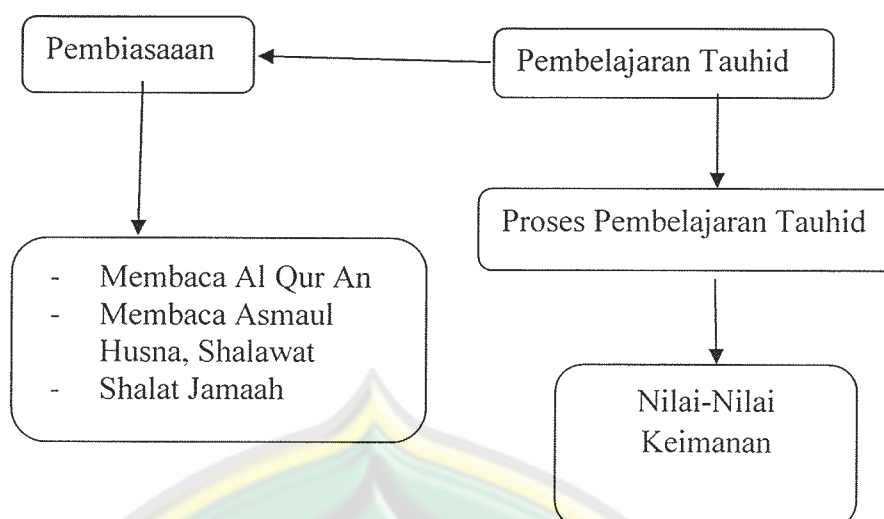 Pembiasaaan
Pembelajaran Tauhid
Proses Pembelajaran Tauhid
- Membaca Al Qur An
- Membaca Asmaul
Husna, Shalawat
- Shalat Jamaah
Nilai-Nilai
Keimanan